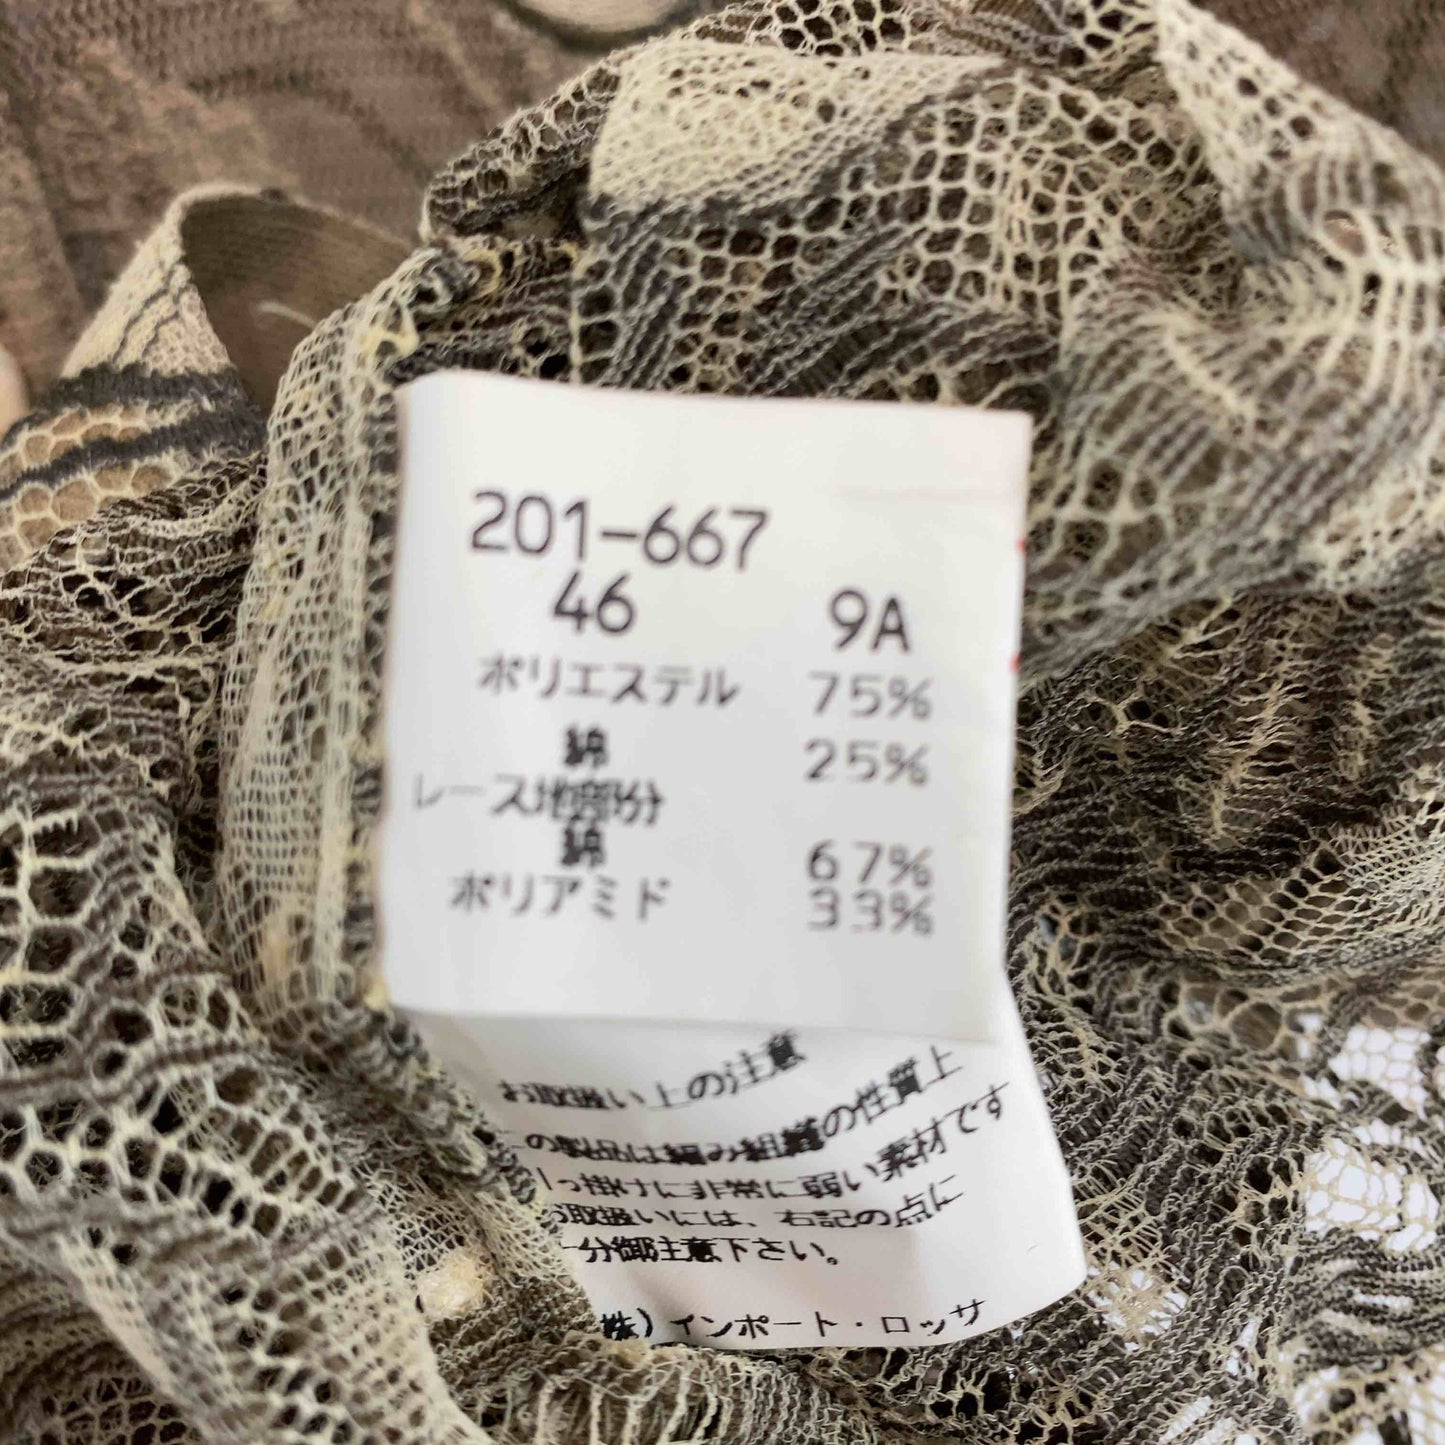 201-667
46 9A
ポリエステル 75%
綿 25%
レース地部分
綿 67%
ポリアミド 33%
お取扱い上の注意
の製品は編み組織の性質上
っ掛けに非常に弱い素材です
お取扱いには、右記の点に
分御注意下さい。
株)インポート・ロッサ